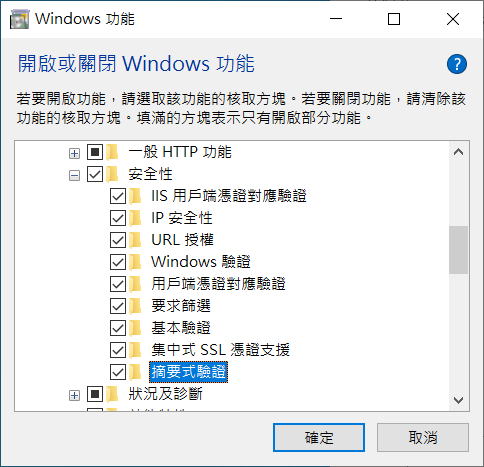 Windows 功能
開啟或關閉 Windows 功能
若要開啟功能，請選取該功能的核取方塊。若要關閉功能，請清除該
功能的核取方塊。填滿的方塊表示只有開啟部分功能。
一般 HTTP 功能
安全性
IIS 用戶端憑證對應驗證
IP 安全性
URL 授權
Windows 驗證
用戶端憑證對應驗證
要求篩選
基本驗證
集中式 SSL 憑證支援
摘要式驗證
狀況及診斷
確定
取消